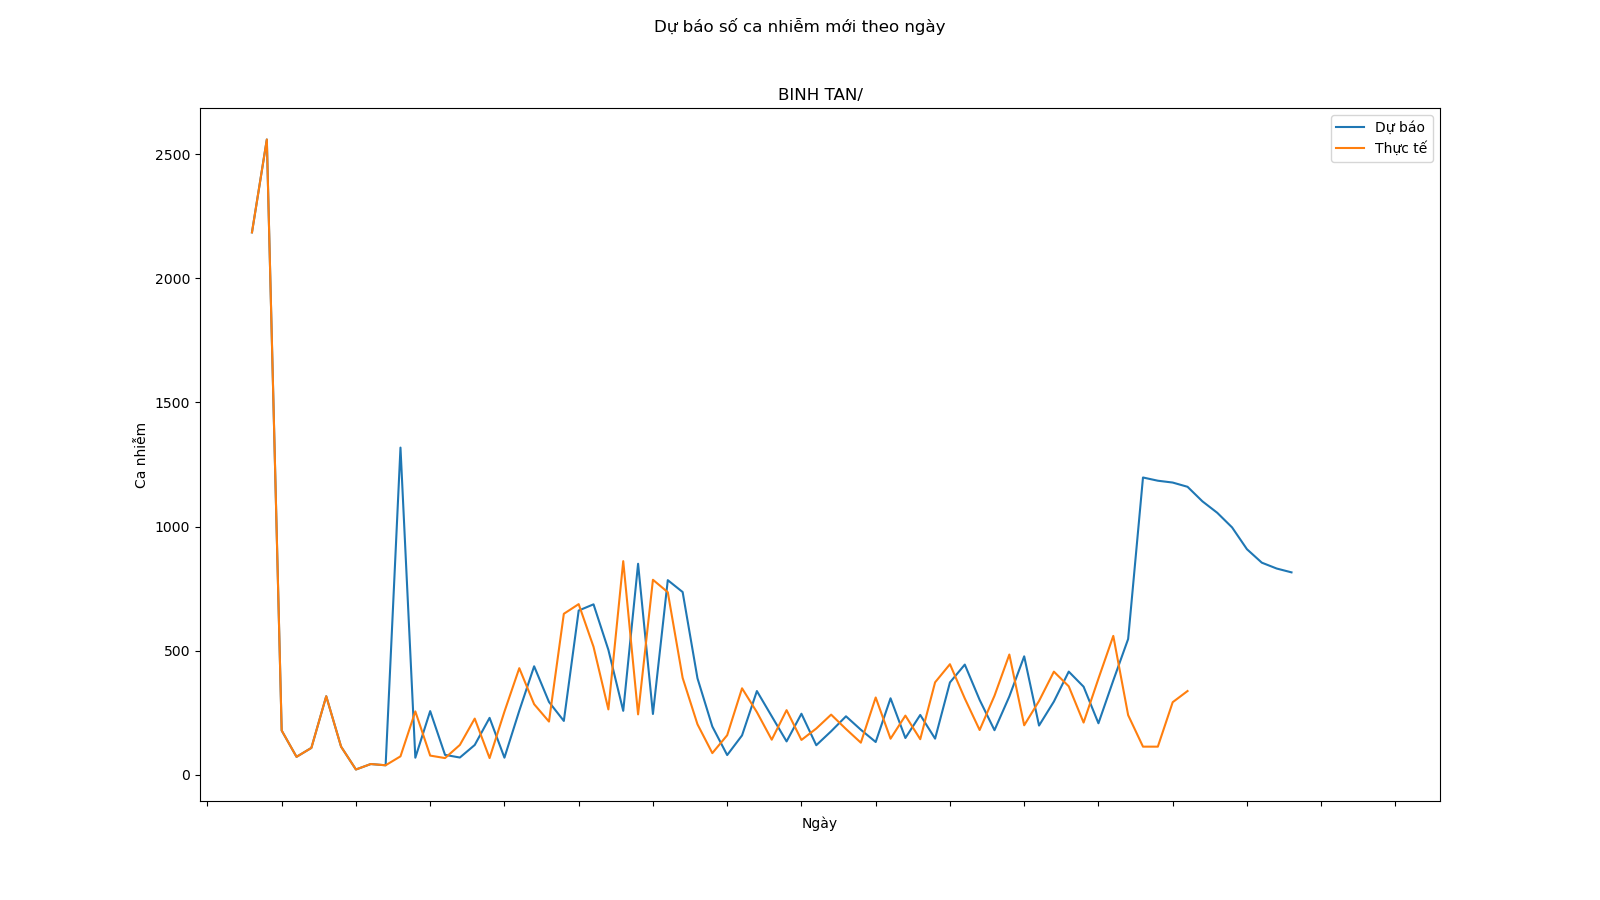 Dự báo số ca nhiễm mới theo ngày
BINH TAN/
Dự báo
Thực tế
2500
2000
1500
1000
500
0
Ca nhiễm
Ngày